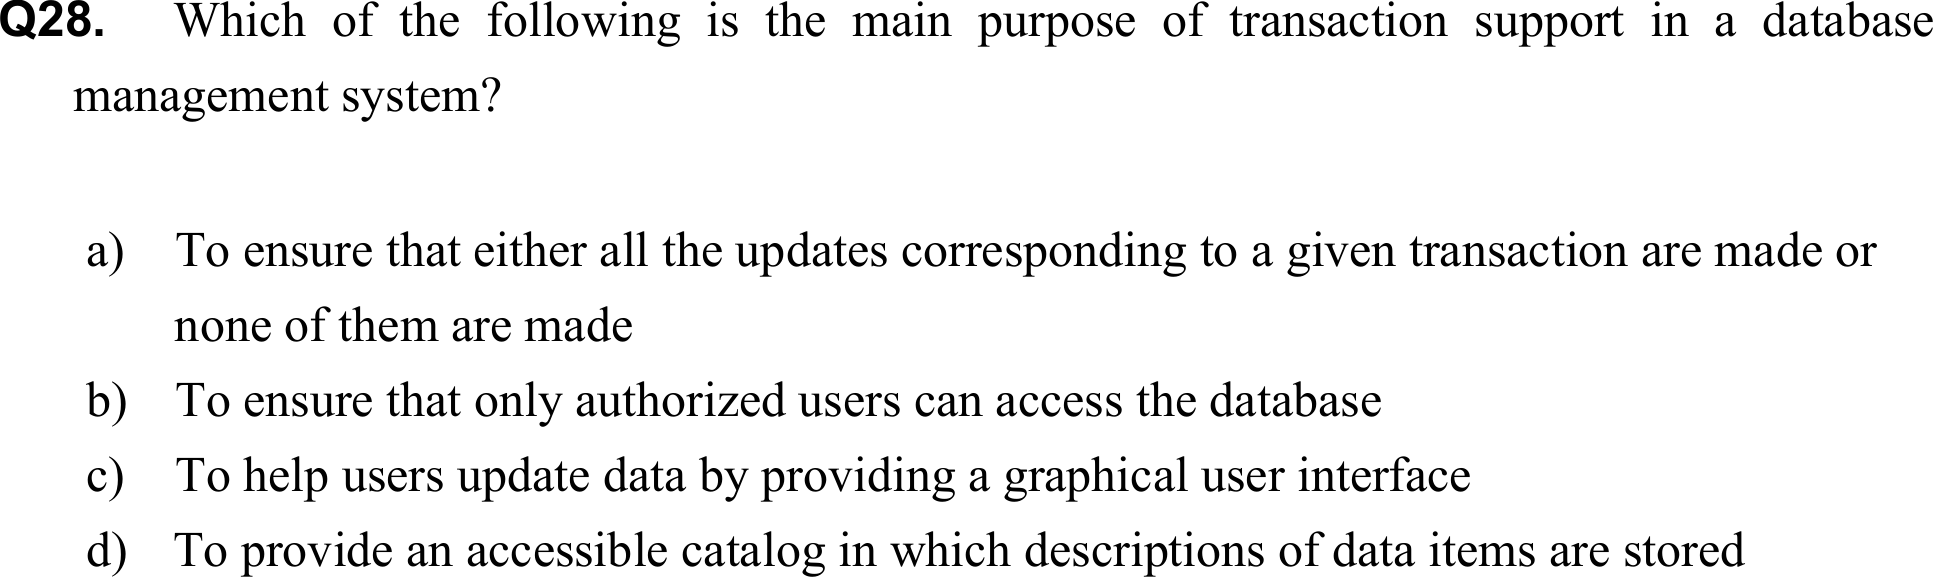 Q28. Which of the following is the main purpose of transaction support in a database
management system?
a) To ensure that either all the updates corresponding to a given transaction are made or
none of them are made
b) To ensure that only authorized users can access the database
c) To help users update data by providing a graphical user interface
d) To provide an accessible catalog in which descriptions of data items are stored